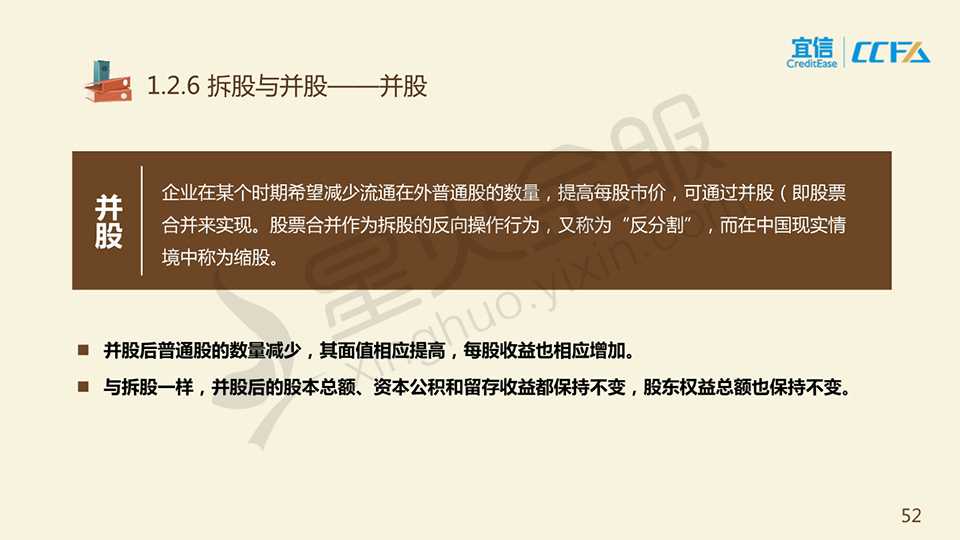 宜信
CreditEase
CCFA
1.2.6 拆股与并股——并股
并股
企业在某个时期希望减少流通在外普通股的数量，提高每股市价，可通过并股（即股票
合并来实现。股票合并作为拆股的反向操作行为，又称为“反分割”，而在中国现实情
境中称为缩股。
■ 并股后普通股的数量减少，其面值相应提高，每股收益也相应增加。
■ 与拆股一样，并股后的股本总额、资本公积和留存收益都保持不变，股东权益总额也保持不变。
星火金服
xinghuo.yixin.com
52